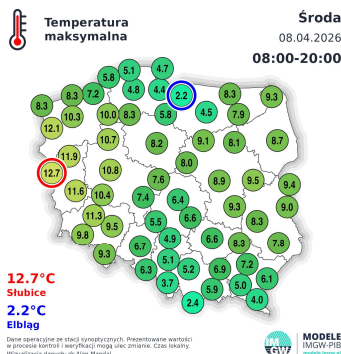 Temperatura
maksymalna
Środa
08.04.2026
08:00-20:00
4.7
5.1
5.8
4.8 4.4
8.3 7.2 2.2 8.3 9.3
8.3
10.3 10.0 8.3 5.8 4.5 7.9
12.1
10.7 8.2 9.1 8.1 8.7
11.9
8.0
12.7 10.8
7.6 8.9 9.5 9.4
11.6 10.4 7.4 6.4
9.3 9.0
11.3 5.5 6.6 8.3
9.5
9.8 4.9 6.6
6.7 8.3 7.8
9.3 5.1
6.3 5.2 6.9 7.2
3.7 6.1
5.9 5.0
2.4 4.0
12.7°C
Słubice
2.2°C
Elbląg
Dane operacyjne ze stacji synoptycznych. Prezentowane wartości
w procesie kontroli i weryfikacji mogą ulec zmianie. Czas lokalny.
IM
GW
MODELE
IMGW-PIB